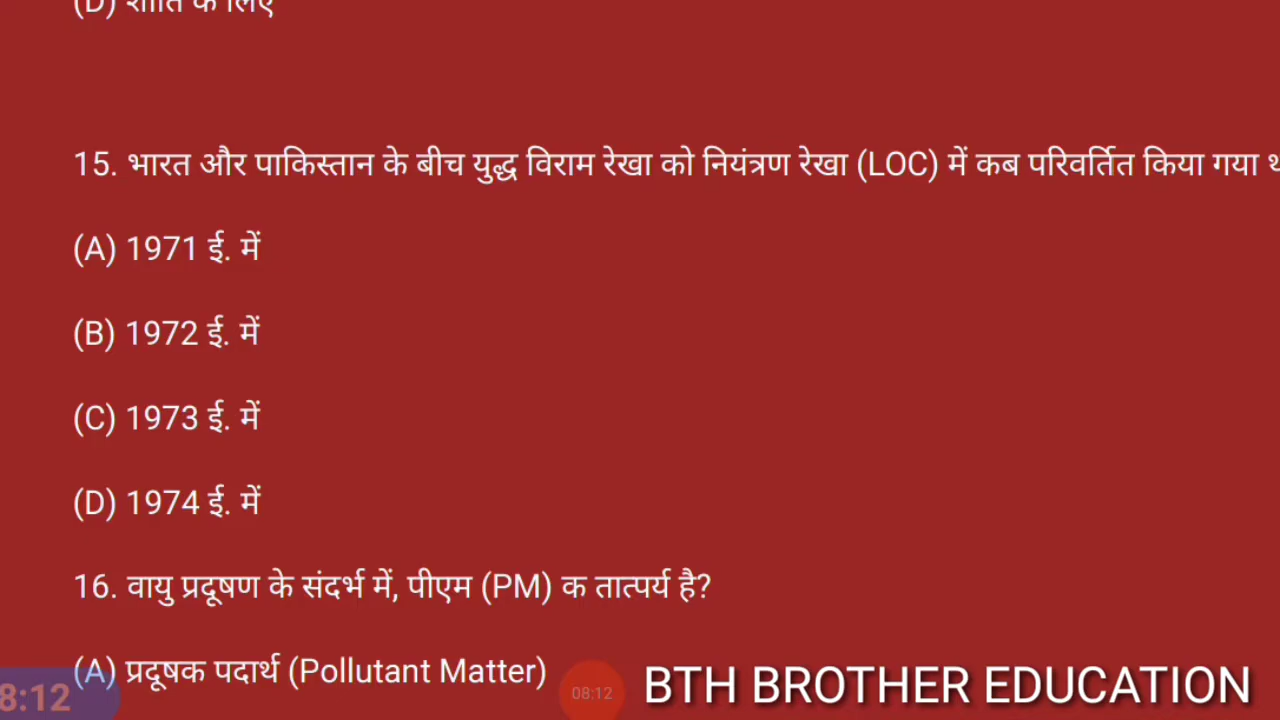 (D) शांति के लिए
15. भारत और पाकिस्तान के बीच युद्ध विराम रेखा को नियंत्रण रेखा (LOC) में कब परिवर्तित किया गया
(A) 1971 ई. में
(B) 1972 ई. में
(C) 1973 ई. में
(D) 1974 ई. में
16. वायु प्रदूषण के संदर्भ में, पीएम (PM) क तात्पर्य है?
(A) प्रदूषक पदार्थ (Pollutant Matter)
8:12
08:12
BTH BROTHER EDUCATION